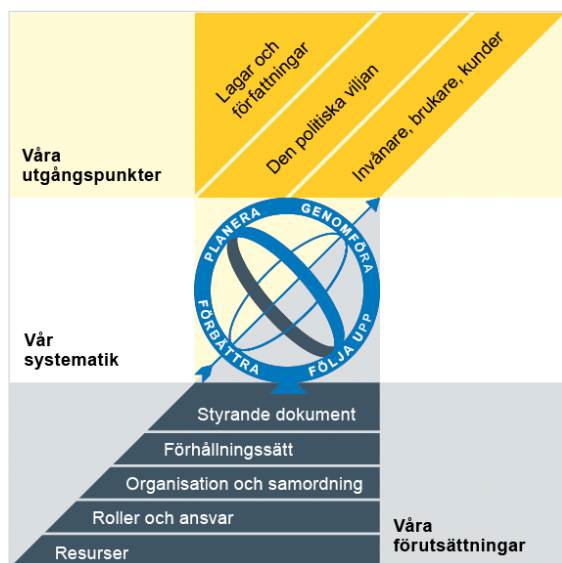 Lagar och
författningar
Den politiska viljan
Invånare, brukare, kunder
Våra
utgångspunkter
PLANERA
GENOMFÖRA
FÖLJA UPP
FÖRBÄTTRA
Vår
systematik
Styrande dokument
Förhållningssätt
Organisation och samordning
Roller och ansvar
Resurser
Våra
förutsättningar